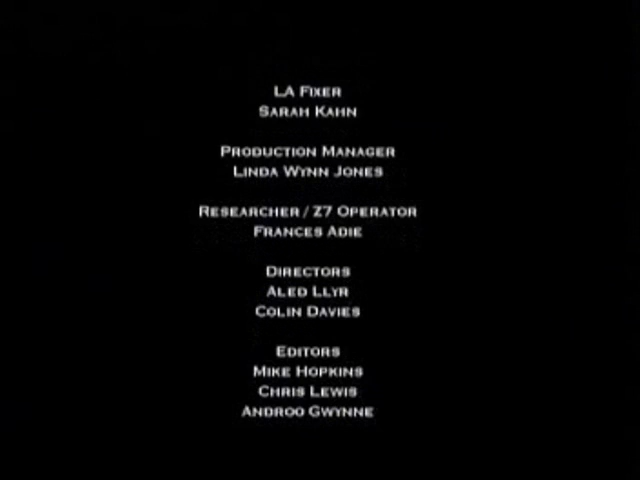 LA Fixer
Sarah Kahn
Production Manager
Linda Wynn Jones
Researcher / Z7 Operator
Frances Adie
Directors
Aled Llyr
Colin Davies
Editors
Mike Hopkins
Chris Lewis
Androo Gwynne